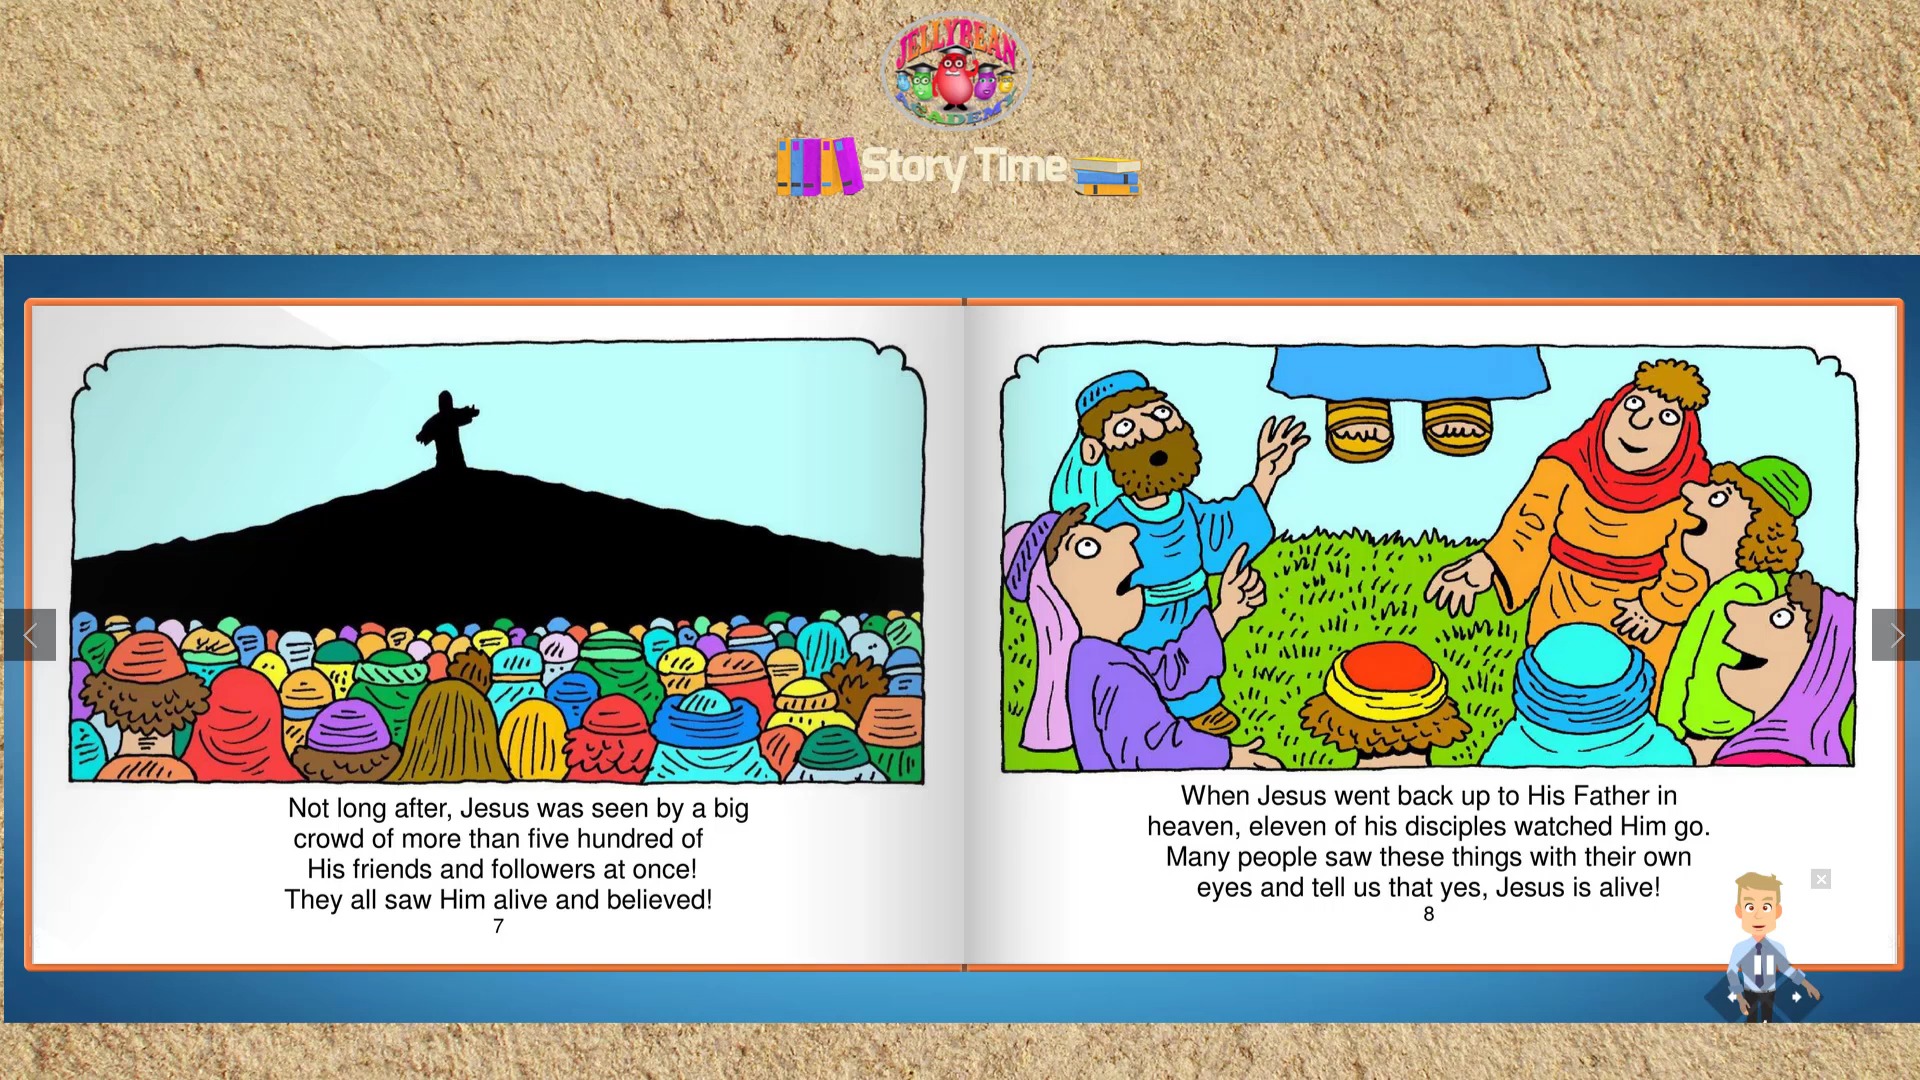 JELLYBEAN
ACADEMY
Story Time
Not long after, Jesus was seen by a big
crowd of more than five hundred of
His friends and followers at once!
They all saw Him alive and believed!
7
When Jesus went back up to His Father in
heaven, eleven of his disciples watched Him go.
Many people saw these things with their own
eyes and tell us that yes, Jesus is alive!
8